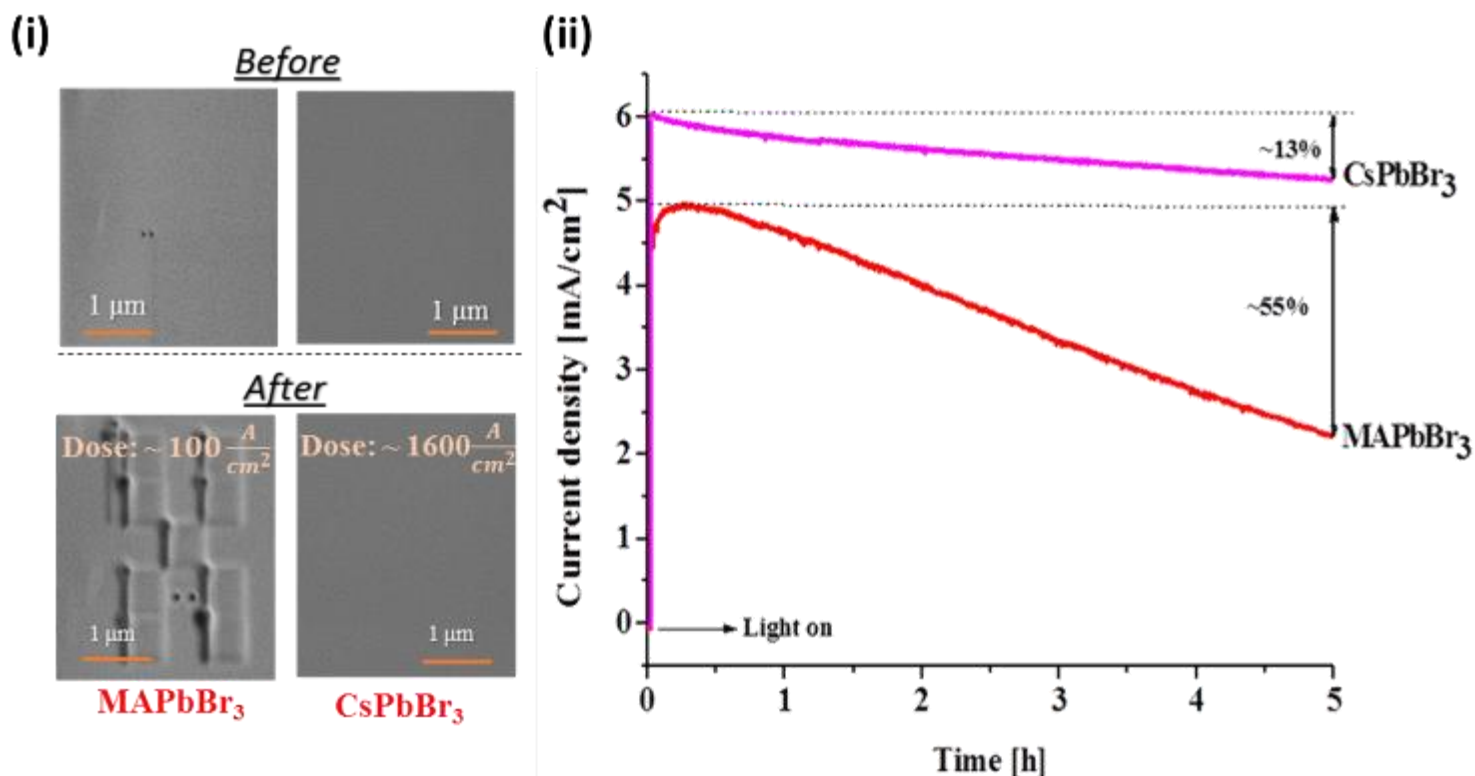 (i)
Before
1 μm
1 μm
After
Dose: ~ 100 A/cm²
Dose: ~ 1600 A/cm²
1 μm
1 μm
MAPbBr₃
CsPbBr₃
(ii)
Current density [mA/cm²]
6
5
4
3
2
1
0
~13%
CsPbBr₃
~55%
MAPbBr₃
Light on
0 1 2 3 4 5
Time [h]